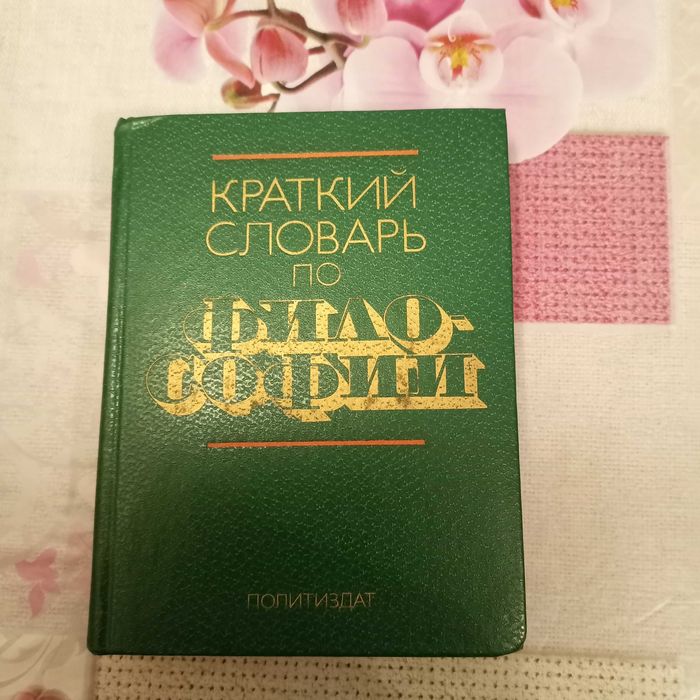 КРАТКИЙ
СЛОВАРЬ
ПО
ФИЛО-
СОФИИ
ПОЛИТИЗДАТ